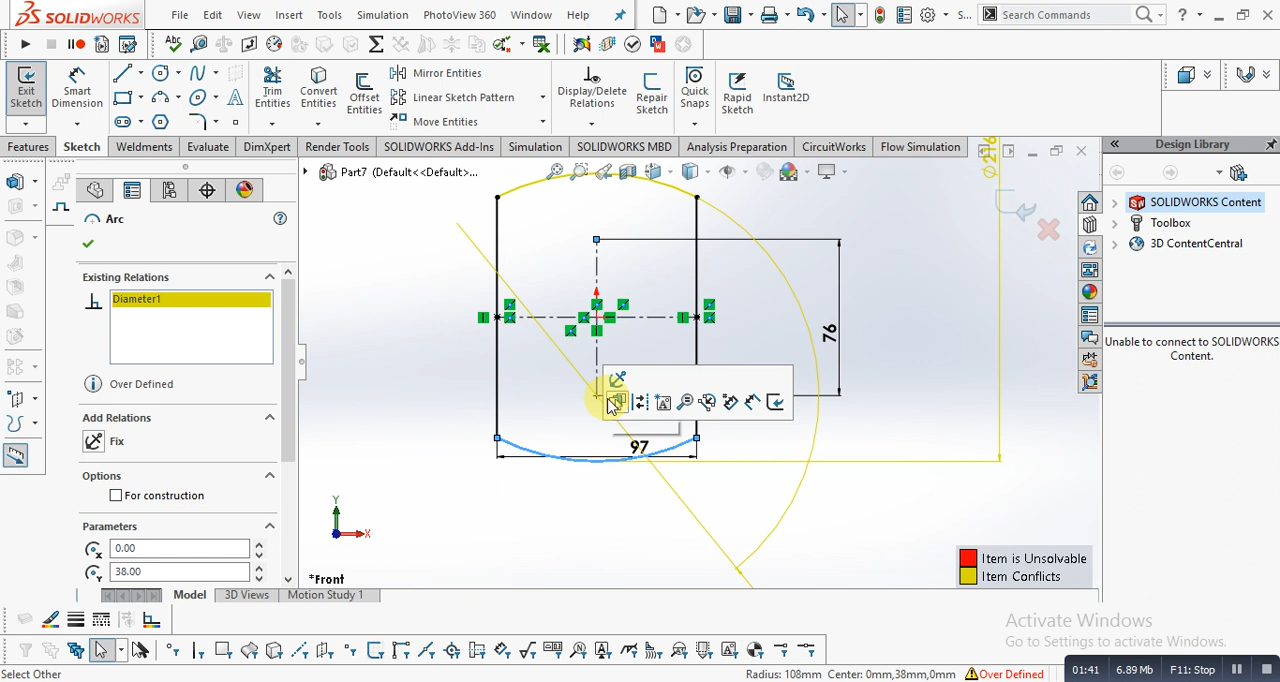 SOLIDWORKS File Edit View Insert Tools Simulation PhotoView 360 Window Help S... Search Commands ?
Exit Sketch
Smart Dimension
Trim Entities
Convert Entities
Offset Entities
Mirror Entities
Linear Sketch Pattern
Move Entities
Display/Delete Relations
Repair Sketch
Quick Snaps
Rapid Sketch
Instant2D
Features Sketch Weldments Evaluate DimXpert Render Tools SOLIDWORKS Add-Ins Simulation SOLIDWORKS MBD Analysis Preparation CircuitWorks Flow Simulation
Design Library
Part7 (Default<<Default>...
Arc
Existing Relations
Diameter1
Over Defined
Add Relations
Fix
Options
For construction
Parameters
0.00
38.00
Ø216
76
97
Y
X
*Front
SOLIDWORKS Content
Toolbox
3D ContentCentral
Unable to connect to SOLIDWORKS Content.
Item is Unsolvable
Item Conflicts
Model 3D Views Motion Study 1
Activate Windows
Go to Settings to activate Windows.
Select Other
Radius: 108mm Center: 0mm,38mm,0mm Over Defined
01:41 6.89 Mb F11: Stop